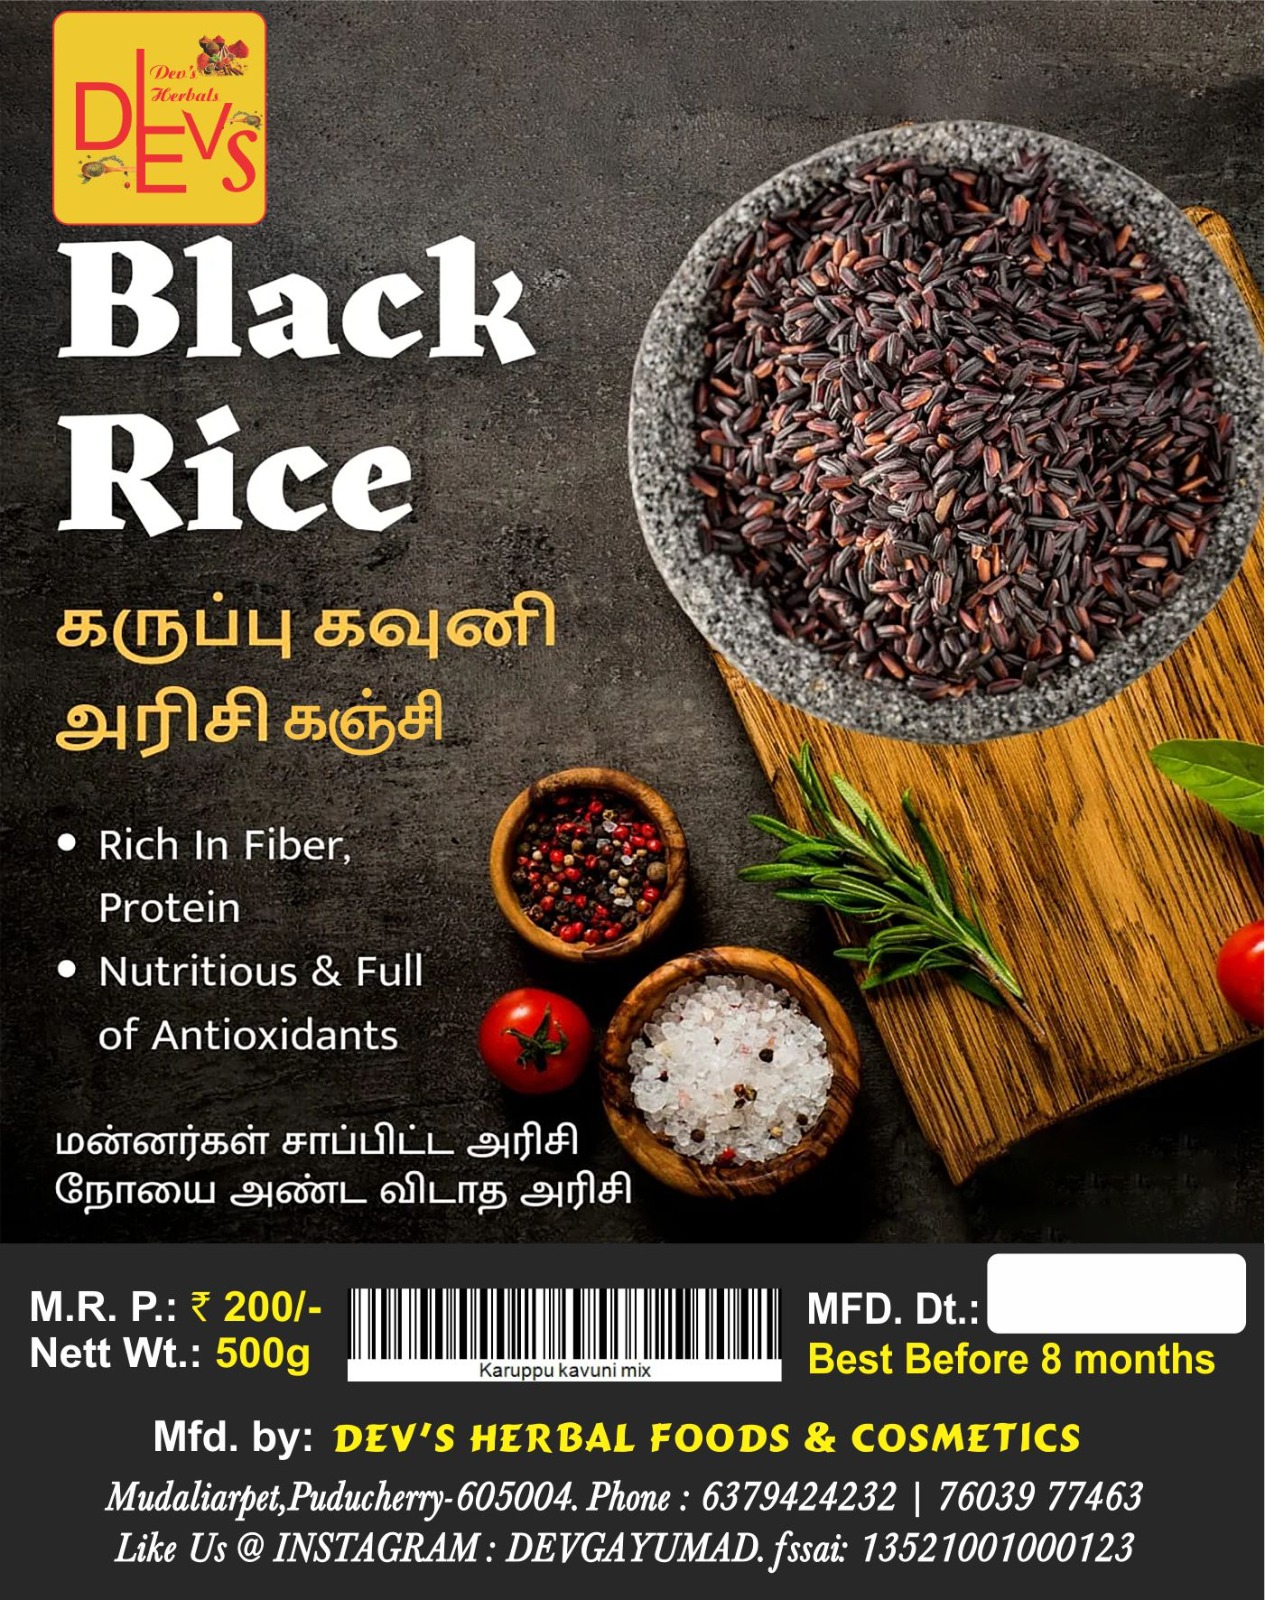 Dev's
Herbals
DEVS
Black
Rice
கருப்பு கவுனி
அரிசி கஞ்சி
• Rich In Fiber,
Protein
• Nutritious & Full
of Antioxidants
மன்னர்கள் சாப்பிட்ட அரிசி
நோயை அண்ட விடாத அரிசி
M.R. P.: ₹ 200/-
Nett Wt.: 500g
Karuppu kavuni mix
MFD. Dt.:
Best Before 8 months
Mfd. by: DEV'S HERBAL FOODS & COSMETICS
Mudaliarpet,Puducherry-605004. Phone : 6379424232 | 76039 77463
Like Us @ INSTAGRAM : DEVGAYUMAD. fssai: 13521001000123